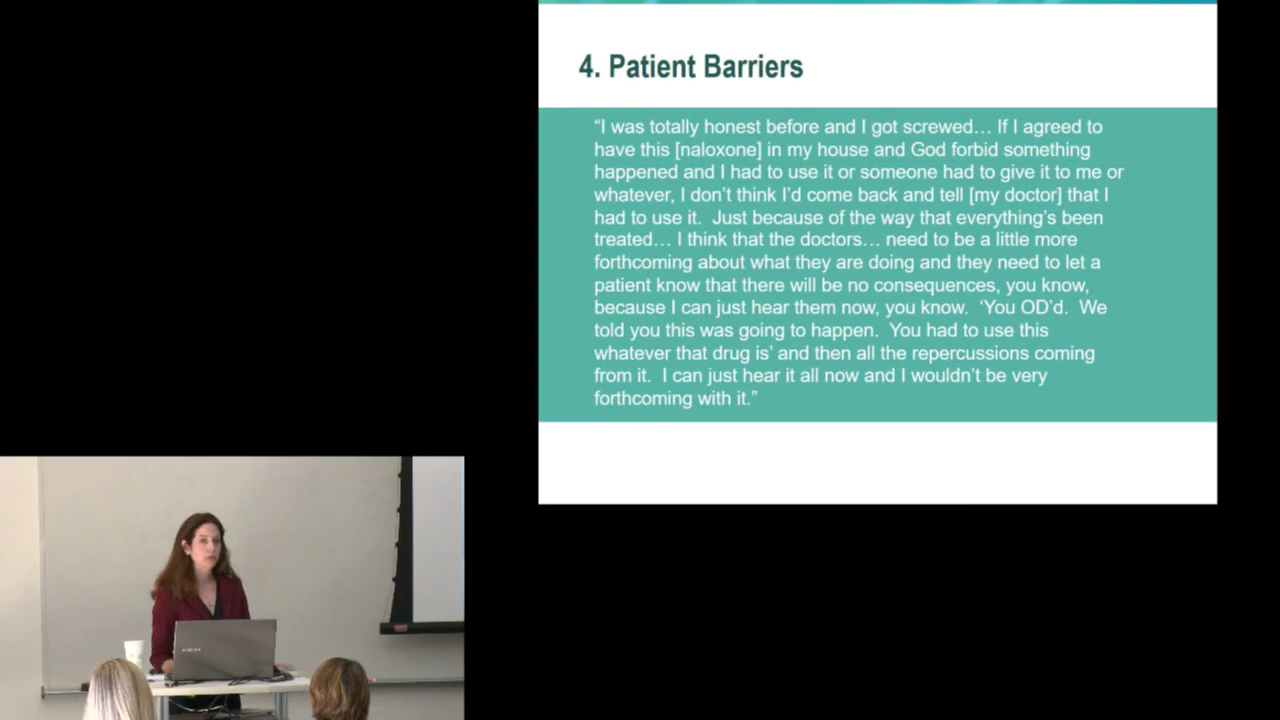 4. Patient Barriers
“I was totally honest before and I got screwed… If I agreed to
have this [naloxone] in my house and God forbid something
happened and I had to use it or someone had to give it to me or
whatever, I don’t think I’d come back and tell [my doctor] that I
had to use it.  Just because of the way that everything’s been
treated… I think that the doctors… need to be a little more
forthcoming about what they are doing and they need to let a
patient know that there will be no consequences, you know,
because I can just hear them now, you know.  ‘You OD’d.  We
told you this was going to happen.  You had to use this
whatever that drug is’ and then all the repercussions coming
from it.  I can just hear it all now and I wouldn’t be very
forthcoming with it.”